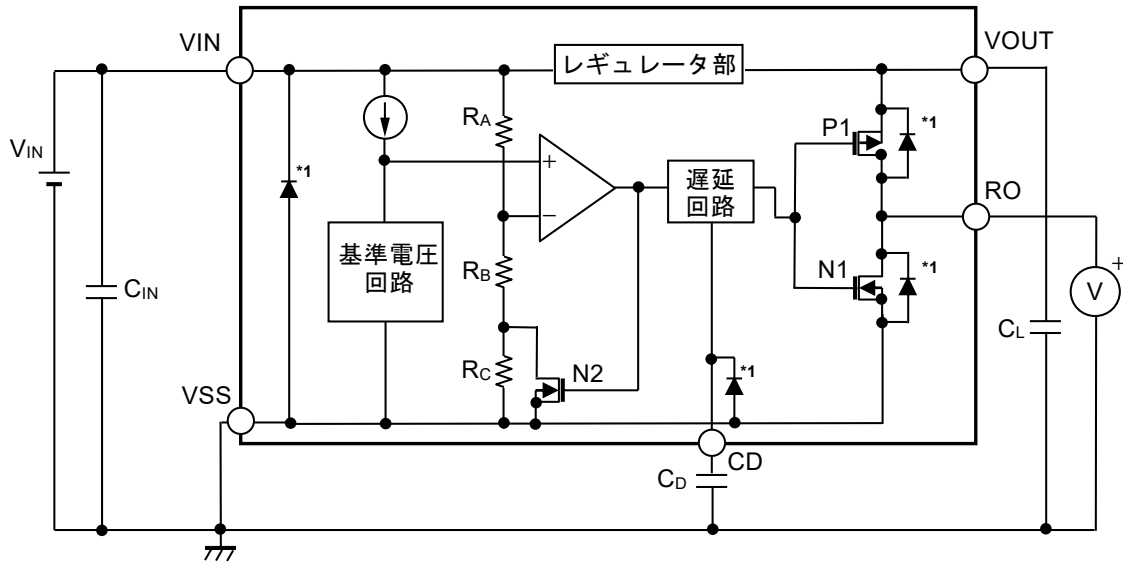 VIN
VOUT
レギュレータ部
RA
P1
*1
VIN
*1
+
−
遅延
回路
RO
基準電圧
回路
RB
N1
*1
+
V
CIN
CL
RC
N2
*1
VSS
CD
CD